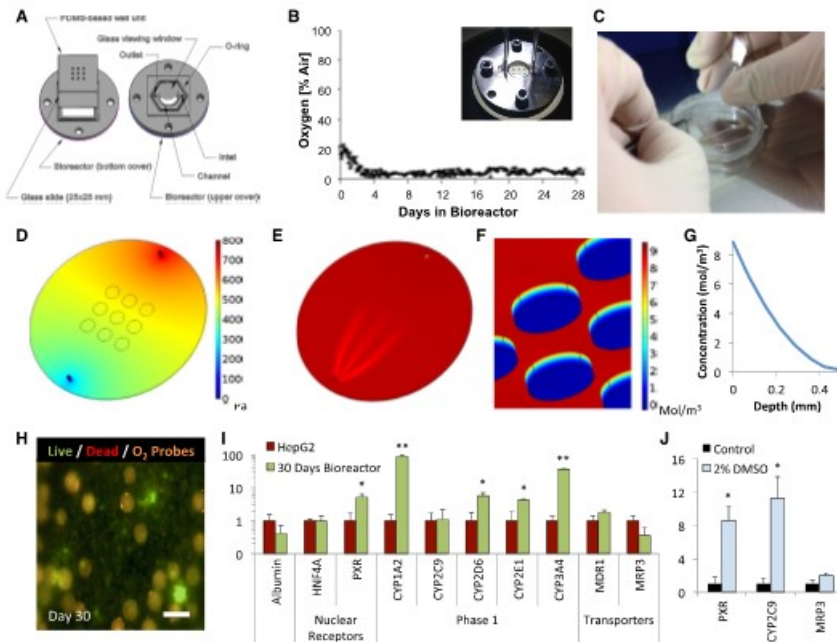 A
PDMS-based well unit
Glass viewing window
Outlet
O-ring
Inlet
Channel
Bioreactor (bottom cover)
Glass slide (25x25 mm)
Bioreactor (upper cover)
B
Oxygen [% Air]
100
80
60
40
20
0
0 4 8 12 16 20 24 28
Days in Bioreactor
C
D
800
700
600
500
400
300
200
100
0
Pa
E
F
9
8
7
6
5
4
3
2
1
0
Mol/m³
G
Concentration (mol/m³)
8
4
0
0 0.2 0.4
Depth (mm)
H
Live / Dead / O₂ Probes
Day 30
I
HepG2
30 Days Bioreactor
100
10
1
0
*
**
*
*
**
Albumin
HNF4A
PXR
CYP1A2
CYP2C9
CYP2D6
CYP2E1
CYP3A4
MDR1
MRP3
Nuclear
Receptors
Phase 1
Transporters
J
Control
2% DMSO
16
12
8
4
0
*
*
PXR
CYP2C9
MRP3